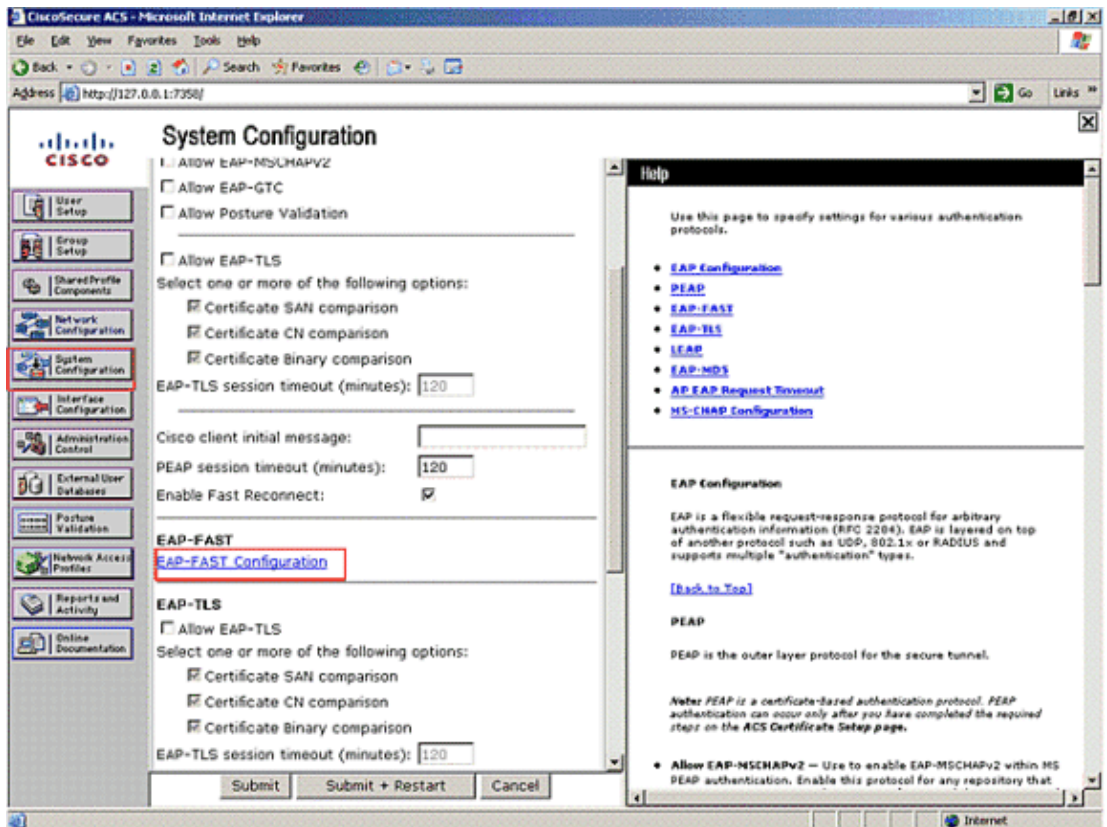 CiscoSecure ACS - Microsoft Internet Explorer
File Edit View Favorites Tools Help
Back Search Favorites
Address http://127.0.0.1:7358/ Go Links »
CISCO
User Setup
Group Setup
Shared Profile Components
Network Configuration
System Configuration
Interface Configuration
Administration Control
External User Databases
Posture Validation
Network Access Profiles
Reports and Activity
Online Documentation
System Configuration
Allow EAP-MSCHAPv2
Allow EAP-GTC
Allow Posture Validation
Allow EAP-TLS
Select one or more of the following options:
Certificate SAN comparison
Certificate CN comparison
Certificate Binary comparison
EAP-TLS session timeout (minutes): 120
Cisco client initial message:
PEAP session timeout (minutes): 120
Enable Fast Reconnect:
EAP-FAST
EAP-FAST Configuration
EAP-TLS
Allow EAP-TLS
Select one or more of the following options:
Certificate SAN comparison
Certificate CN comparison
Certificate Binary comparison
EAP-TLS session timeout (minutes): 120
Submit Submit + Restart Cancel
Help
Use this page to specify settings for various authentication
protocols.
EAP Configuration
PEAP
EAP-FAST
EAP-TLS
LEAP
EAP-MD5
AP EAP Request Timeout
MS-CHAP Configuration
EAP Configuration
EAP is a flexible request-response protocol for arbitrary
authentication information (RFC 2284). EAP is layered on top
of another protocol such as UDP, 802.1x or RADIUS and
supports multiple "authentication" types.
[Back to Top]
PEAP
PEAP is the outer layer protocol for the secure tunnel.
Note: PEAP is a certificate-based authentication protocol. PEAP
authentication can occur only after you have completed the required
steps on the ACS Certificate Setup page.
Allow EAP-MSCHAPv2 — Use to enable EAP-MSCHAPv2 within MS
PEAP authentication. Enable this protocol for any repository that
Internet